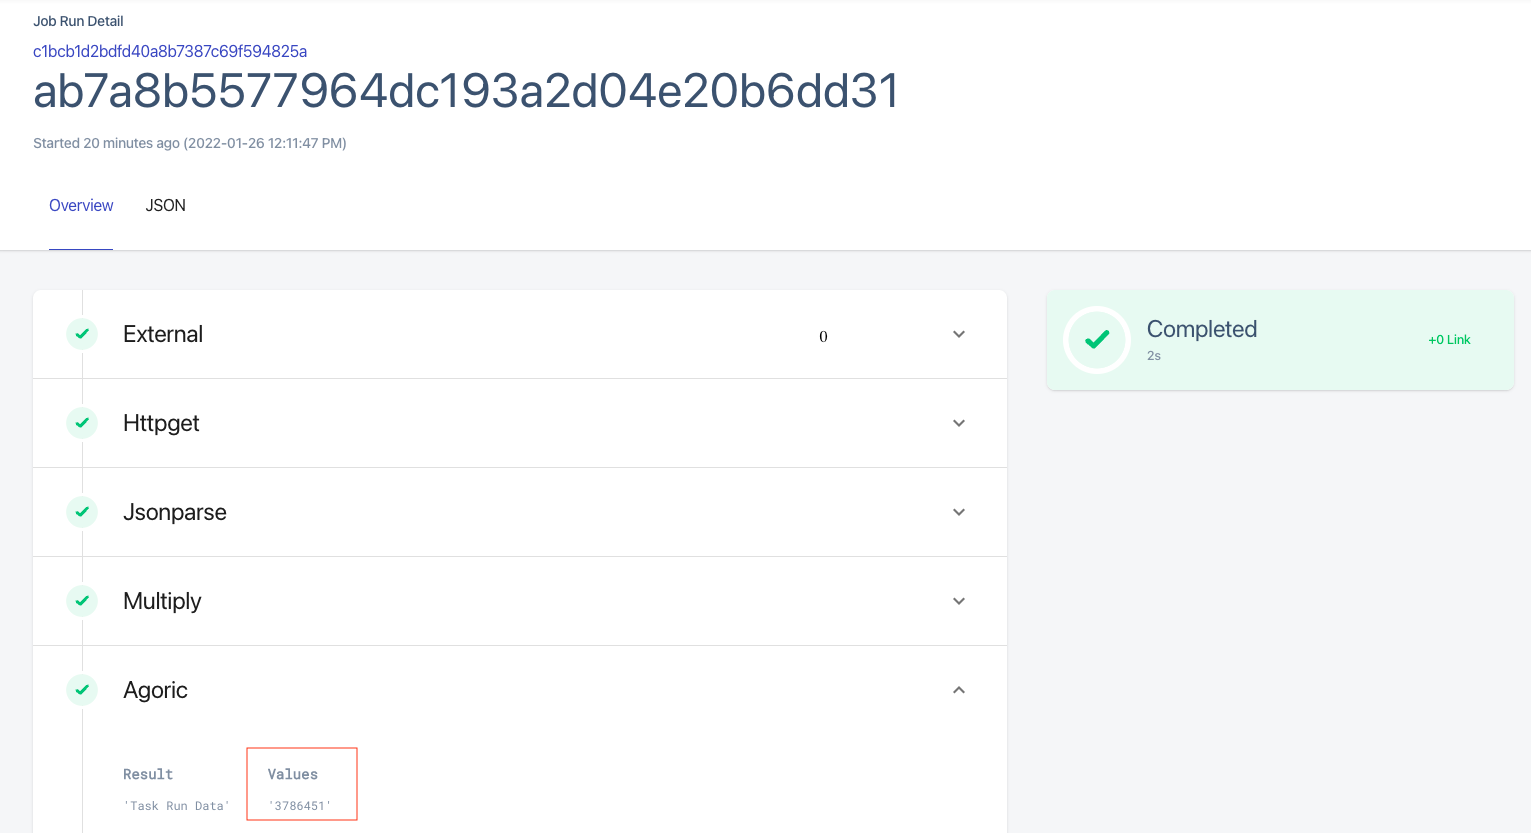 Job Run Detail
c1bcb1d2bdfd40a8b7387c69f594825a
ab7a8b5577964dc193a2d04e20b6dd31
Started 20 minutes ago (2022-01-26 12:11:47 PM)
Overview JSON
External 0
Completed
2s
+0 Link
Httpget
Jsonparse
Multiply
Agoric
Result Values
'Task Run Data' '3786451'